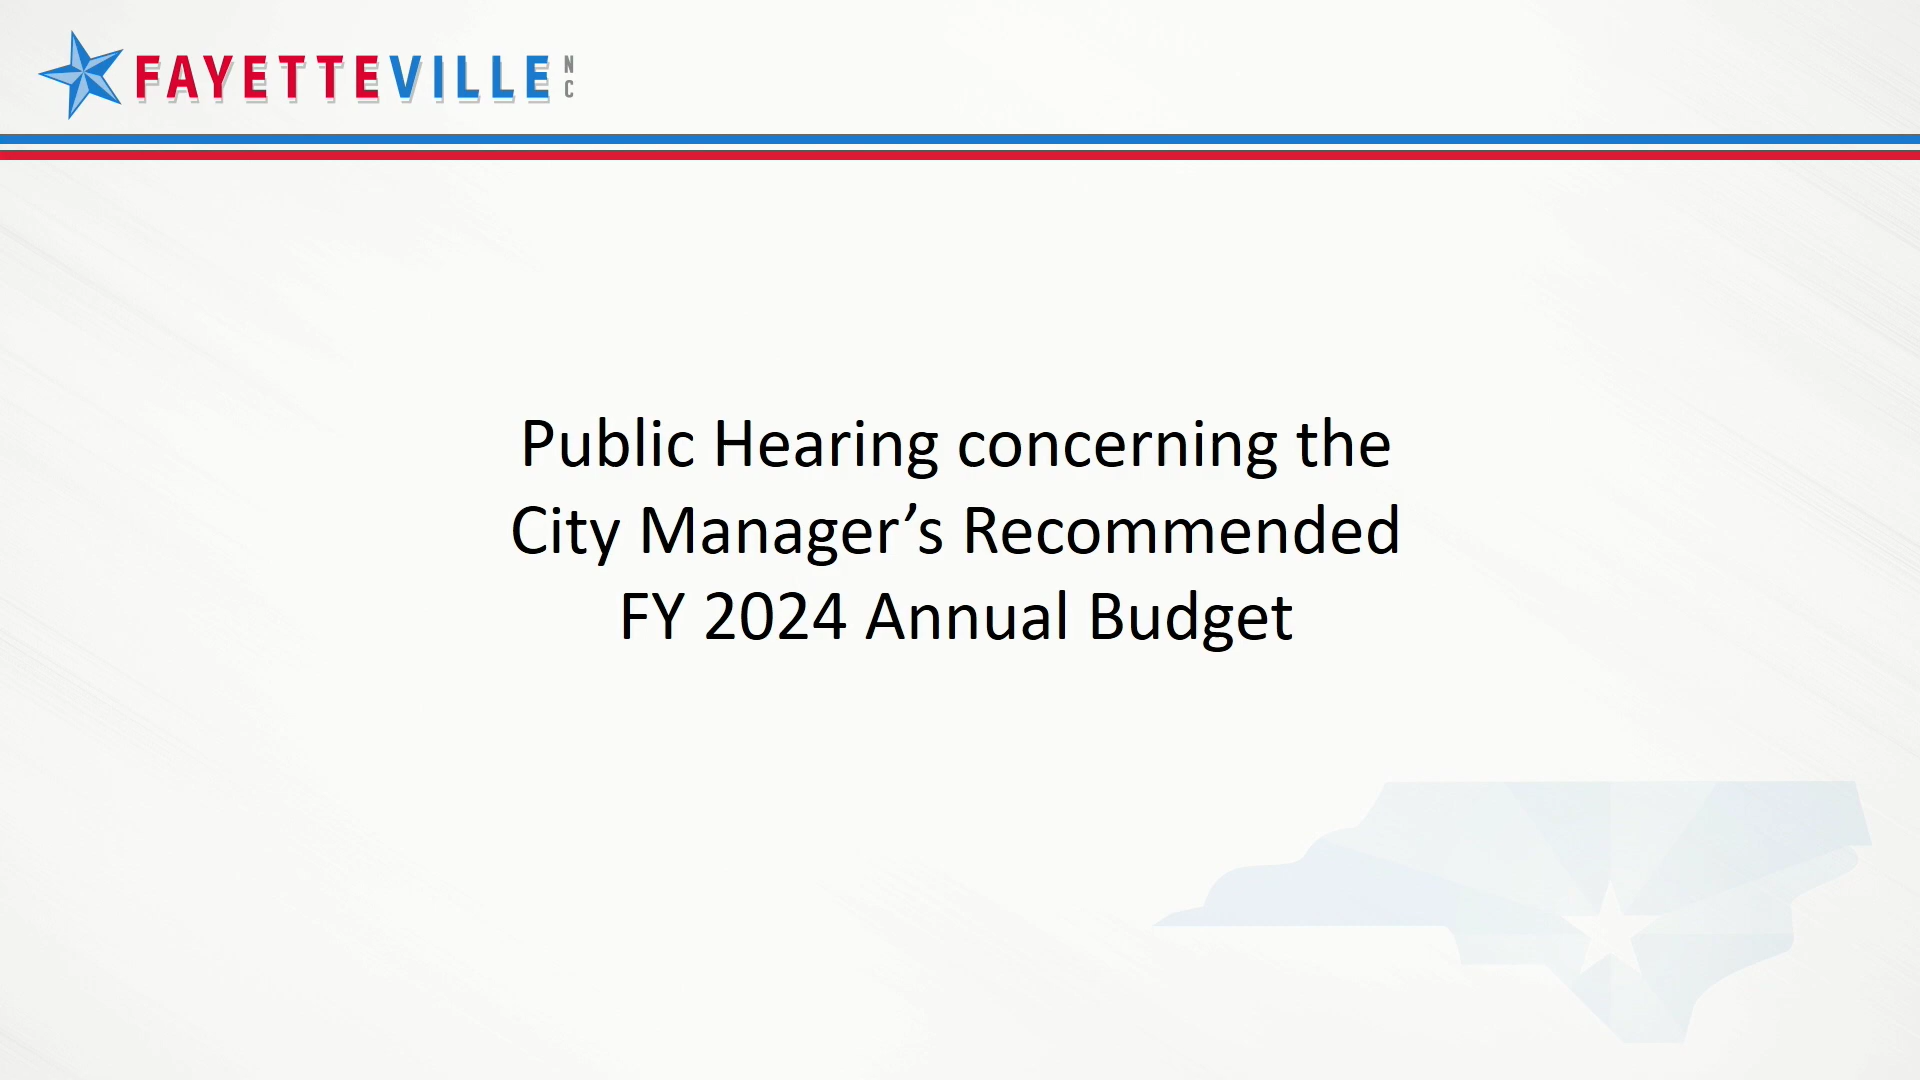 FAYETTEVILLE NC
Public Hearing concerning the
City Manager’s Recommended
FY 2024 Annual Budget